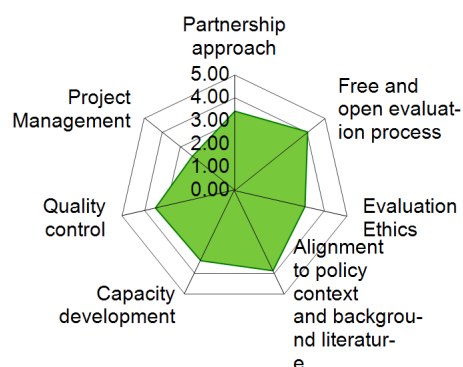 Partnership
approach
5.00
4.00
3.00
2.00
1.00
0.00
Free and
open evaluat-
ion process
Evaluation
Ethics
Alignment
to policy
context
and backgrou-
nd literatur-
e
Capacity
development
Quality
control
Project
Management